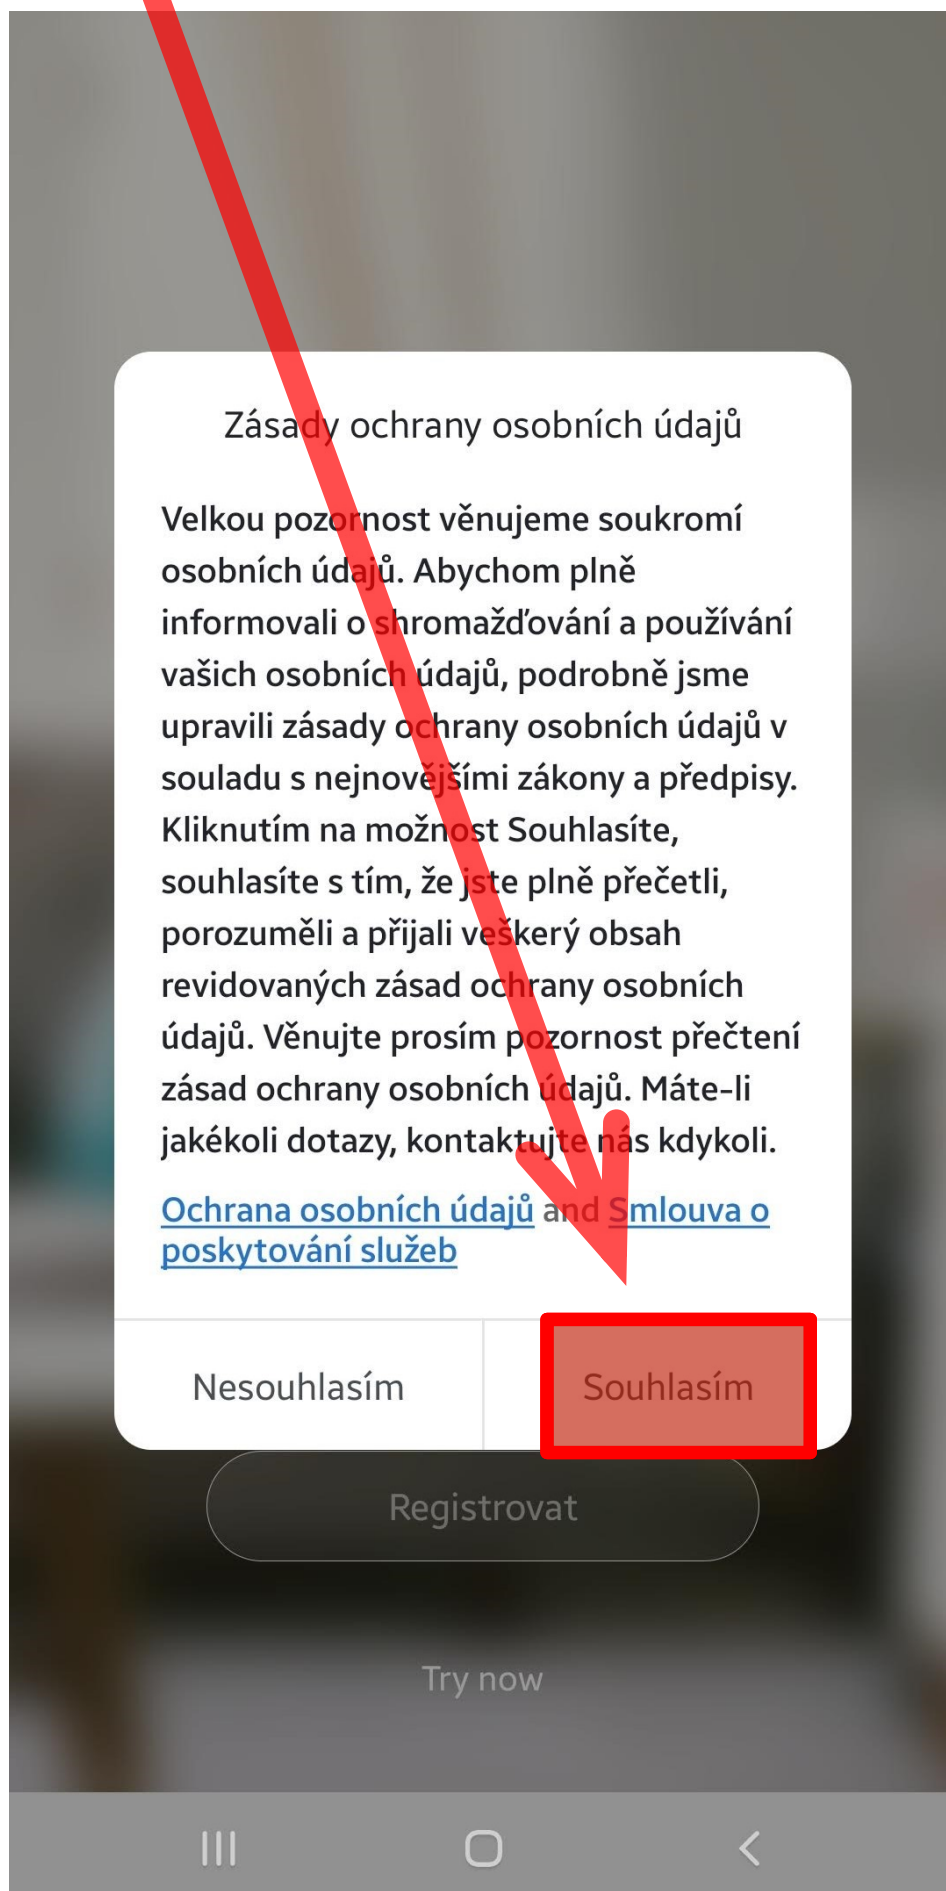 Zásady ochrany osobních údajů
Velkou pozornost věnujeme soukromí
osobních údajů. Abychom plně
informovali o shromažďování a používání
vašich osobních údajů, podrobně jsme
upravili zásady ochrany osobních údajů v
souladu s nejnovějšími zákony a předpisy.
Kliknutím na možnost Souhlasíte,
souhlasíte s tím, že jste plně přečetli,
porozuměli a přijali veškerý obsah
revidovaných zásad ochrany osobních
údajů. Věnujte prosím pozornost přečtení
zásad ochrany osobních údajů. Máte-li
jakékoli dotazy, kontaktujte nás kdykoli.
Ochrana osobních údajů and Smlouva o
poskytování služeb
Nesouhlasím Souhlasím
Registrovat
Try now